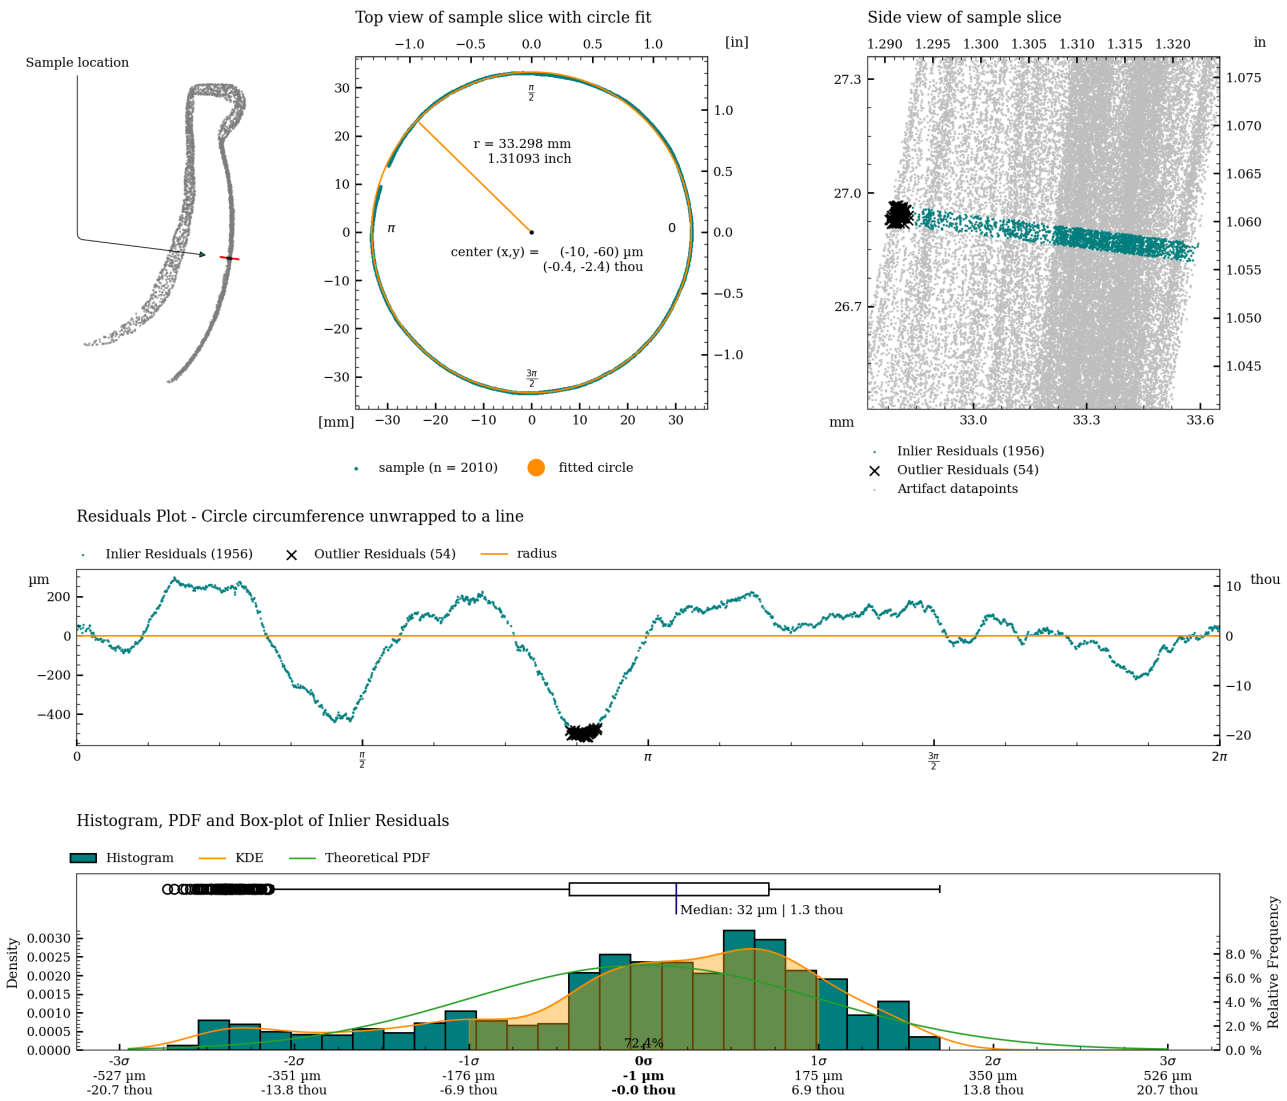 Sample location
Top view of sample slice with circle fit
−1.0 −0.5 0.0 0.5 1.0 [in]
30
20
10
0
−10
−20
−30
1.0
0.5
0.0
−0.5
−1.0
π/2
r = 33.298 mm
1.31093 inch
π
0
center (x,y) = (-10, -60) µm
(-0.4, -2.4) thou
3π/2
[mm] −30 −20 −10 0 10 20 30
sample (n = 2010) fitted circle
Side view of sample slice
1.290 1.295 1.300 1.305 1.310 1.315 1.320 in
27.3
27.0
26.7
1.075
1.070
1.065
1.060
1.055
1.050
1.045
mm 33.0 33.3 33.6
Inlier Residuals (1956)
Outlier Residuals (54)
Artifact datapoints
Residuals Plot - Circle circumference unwrapped to a line
Inlier Residuals (1956) Outlier Residuals (54) radius
µm
200
0
−200
−400
thou
10
0
−10
−20
0 π/2 π 3π/2 2π
Histogram, PDF and Box-plot of Inlier Residuals
Histogram KDE Theoretical PDF
Median: 32 µm | 1.3 thou
Density
0.0030
0.0025
0.0020
0.0015
0.0010
0.0005
0.0000
Relative Frequency
8.0 %
6.0 %
4.0 %
2.0 %
0.0 %
72.4%
-3σ -2σ -1σ 0σ 1σ 2σ 3σ
-527 µm -351 µm -176 µm -1 µm 175 µm 350 µm 526 µm
-20.7 thou -13.8 thou -6.9 thou -0.0 thou 6.9 thou 13.8 thou 20.7 thou